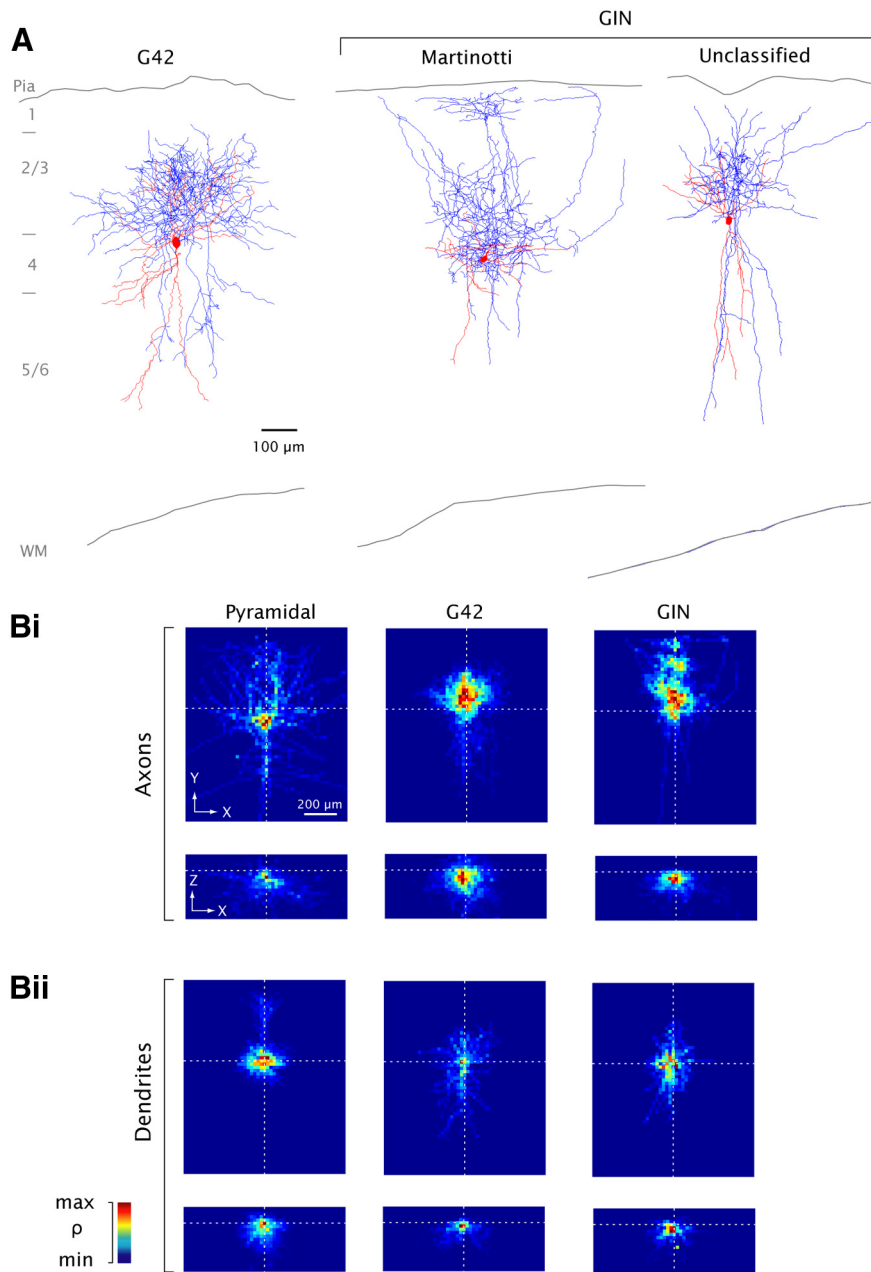 A
GIN
G42
Martinotti
Unclassified
Pia
1
2/3
4
5/6
100 µm
WM
Bi
Pyramidal
G42
GIN
Axons
Y
X
200 µm
Z
X
Bii
Dendrites
max
ρ
min